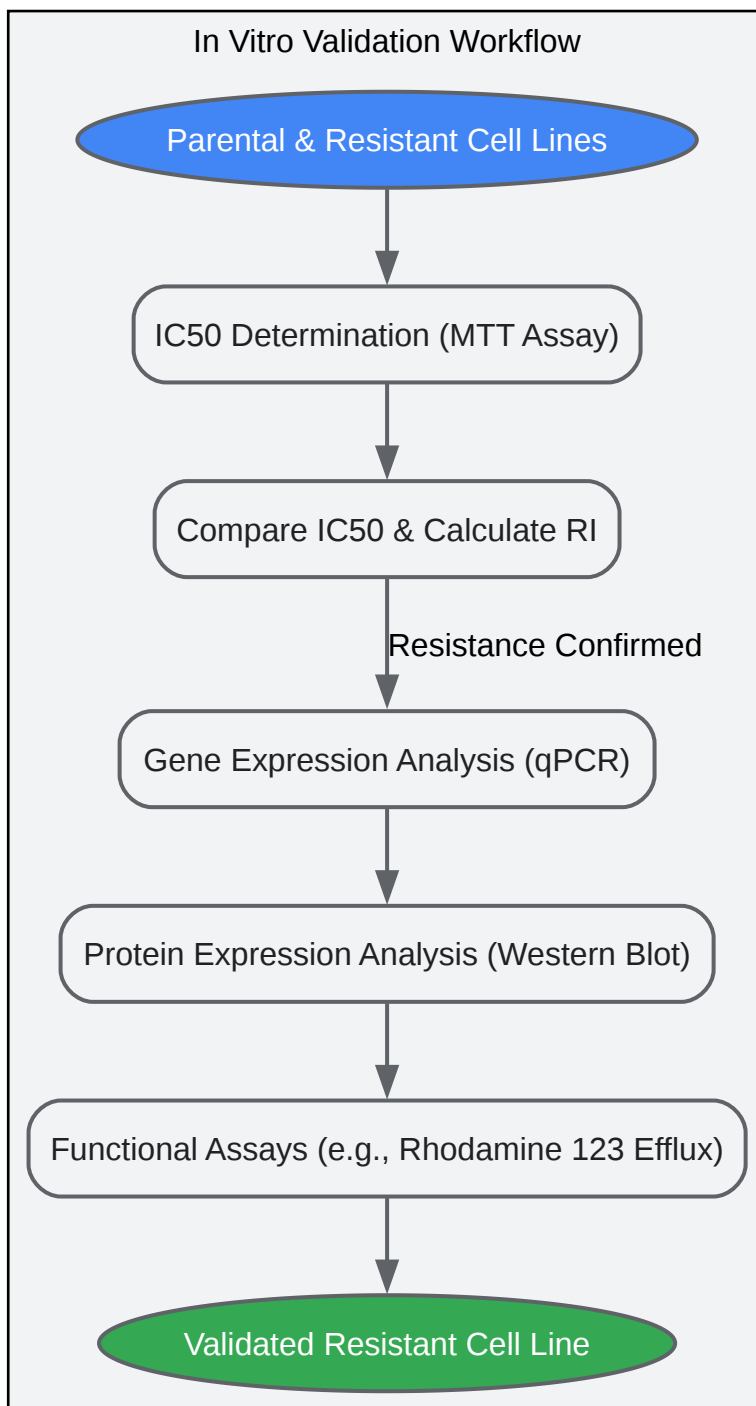 In Vitro Validation Workflow
Parental & Resistant Cell Lines
IC50 Determination (MTT Assay)
Compare IC50 & Calculate RI
Resistance Confirmed
Gene Expression Analysis (qPCR)
Protein Expression Analysis (Western Blot)
Functional Assays (e.g., Rhodamine 123 Efflux)
Validated Resistant Cell Line